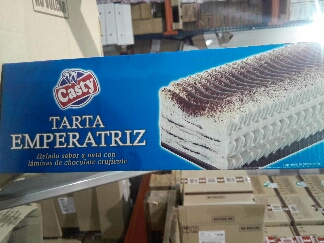 Casty
TARTA
EMPERATRIZ
Helado sabor a nata con
láminas de chocolate crujiente